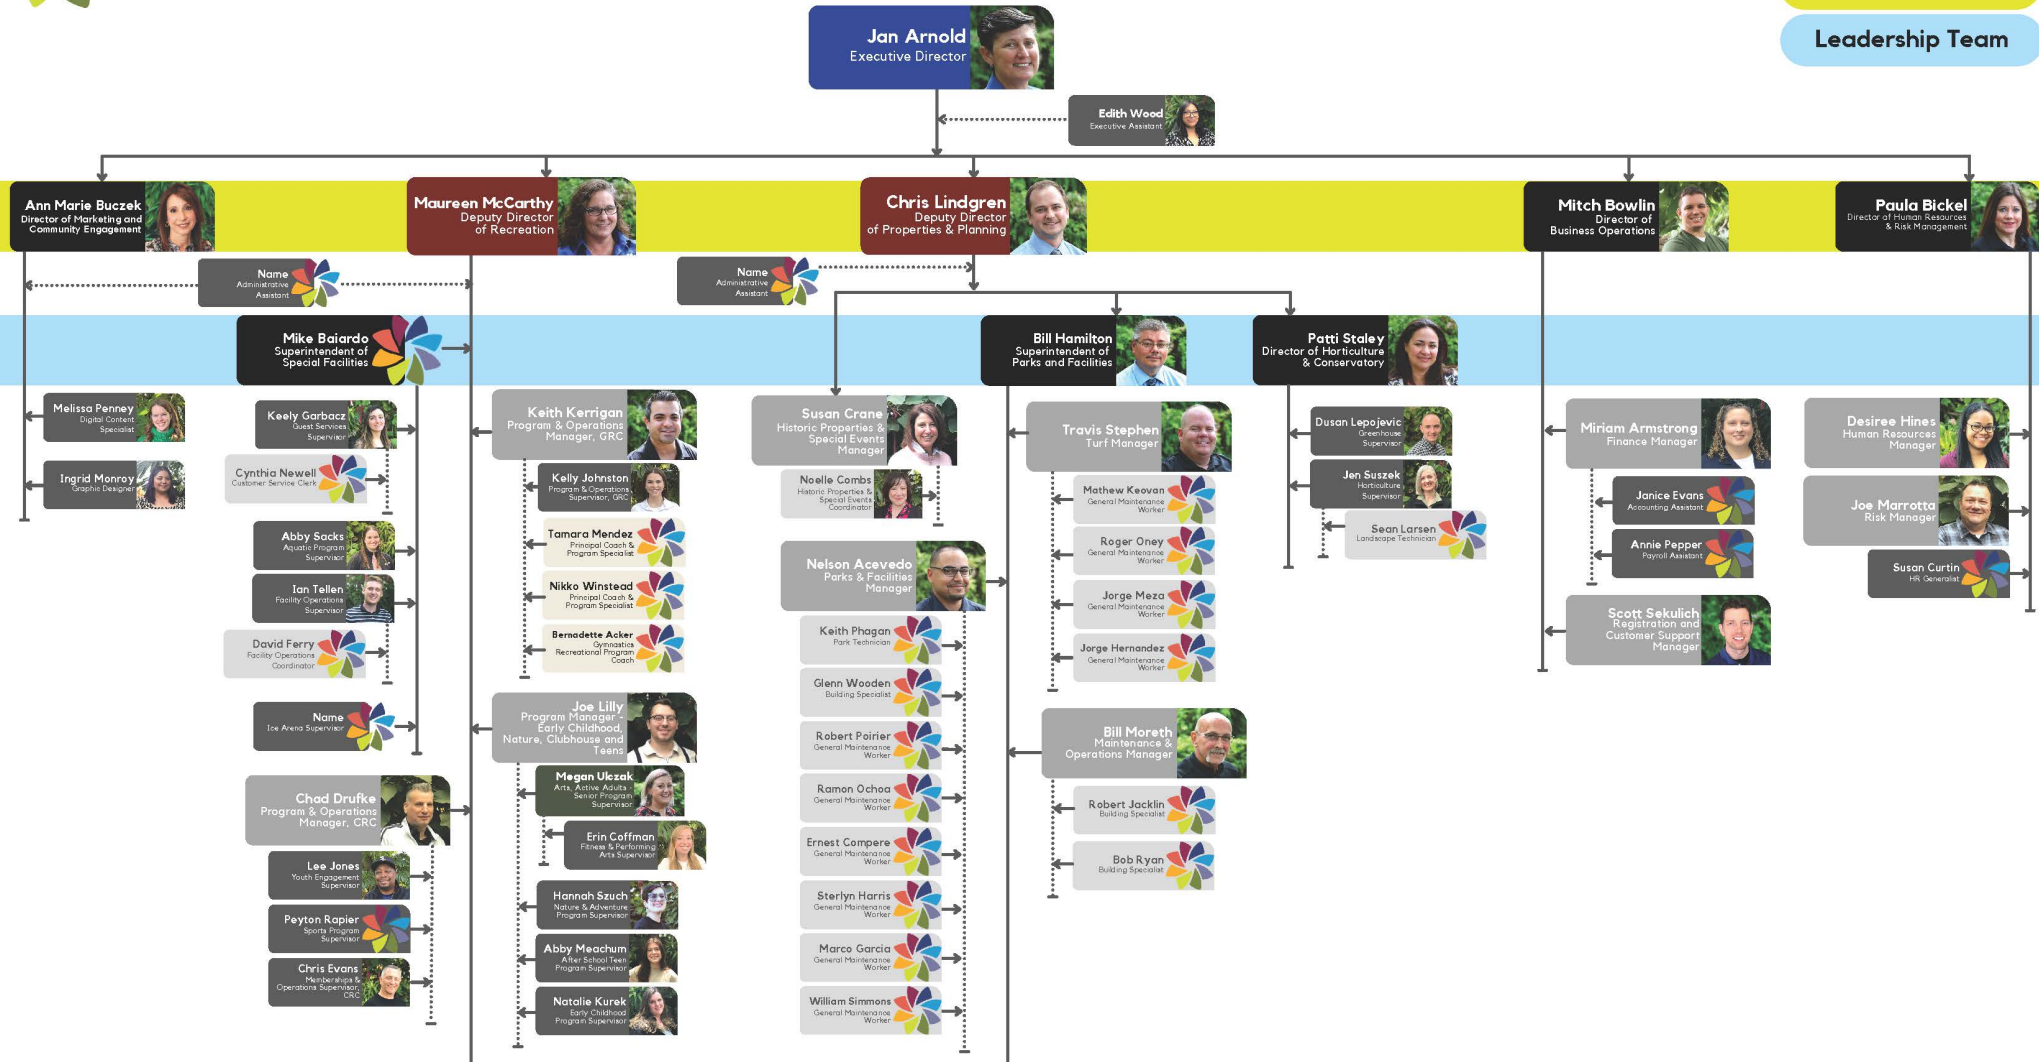 Leadership Team
Jan Arnold
Executive Director
Edith Wood
Executive Assistant
Ann Marie Buczek
Director of Marketing and
Community Engagement
Maureen McCarthy
Deputy Director
of Recreation
Chris Lindgren
Deputy Director
of Properties & Planning
Mitch Bowlin
Director of
Business Operations
Paula Bickel
Director of Human Resources
& Risk Management
Name
Administrative
Assistant
Name
Administrative
Assistant
Mike Baiardo
Superintendent of
Special Facilities
Bill Hamilton
Superintendent of
Parks and Facilities
Patti Staley
Director of Horticulture
& Conservatory
Melissa Penney
Digital Content
Specialist
Ingrid Monroy
Graphic Designer
Keely Garbacz
Guest Services
Supervisor
Cynthia Newell
Customer Service Clerk
Abby Sacks
Aquatic Program
Supervisor
Ian Tellen
Facility Operations
Supervisor
David Ferry
Facility Operations
Coordinator
Name
Ice Arena Supervisor
Chad Drufke
Program & Operations
Manager, CRC
Lee Jones
Youth Engagement
Supervisor
Peyton Rapier
Sports Program
Supervisor
Chris Evans
Memberships &
Operations Supervisor,
CRC
Keith Kerrigan
Program & Operations
Manager, GRC
Kelly Johnston
Program & Operations
Supervisor, GRC
Tamara Mendez
Principal Coach &
Program Specialist
Nikko Winstead
Principal Coach &
Program Specialist
Bernadette Acker
Gymnastics
Recreational Program
Coach
Joe Lilly
Program Manager -
Early Childhood,
Nature, Clubhouse and
Teens
Megan Ulczak
Arts, Active Adults -
Senior Program
Supervisor
Erin Coffman
Fitness & Performing
Arts Supervisor
Hannah Szuch
Nature & Adventure
Program Supervisor
Abby Meachum
After School Teen
Program Supervisor
Natalie Kurek
Early Childhood
Program Supervisor
Susan Crane
Historic Properties &
Special Events
Manager
Noelle Combs
Historic Properties &
Special Events
Coordinator
Nelson Acevedo
Parks & Facilities
Manager
Keith Phagan
Park Technician
Glenn Wooden
Building Specialist
Robert Poirier
General Maintenance
Worker
Ramon Ochoa
General Maintenance
Worker
Ernest Compere
General Maintenance
Worker
Sterlyn Harris
General Maintenance
Worker
Marco Garcia
General Maintenance
Worker
William Simmons
General Maintenance
Worker
Travis Stephen
Turf Manager
Mathew Keovan
General Maintenance
Worker
Roger Oney
General Maintenance
Worker
Jorge Meza
General Maintenance
Worker
Jorge Hernandez
General Maintenance
Worker
Bill Moreth
Maintenance &
Operations Manager
Robert Jacklin
Building Specialist
Bob Ryan
Building Specialist
Dusan Lepojevic
Greenhouse
Supervisor
Jen Suszek
Horticulture
Supervisor
Sean Larsen
Landscape Technician
Miriam Armstrong
Finance Manager
Janice Evans
Accounting Assistant
Annie Pepper
Payroll Assistant
Scott Sekulich
Registration and
Customer Support
Manager
Desiree Hines
Human Resources
Manager
Joe Marrotta
Risk Manager
Susan Curtin
HR Generalist